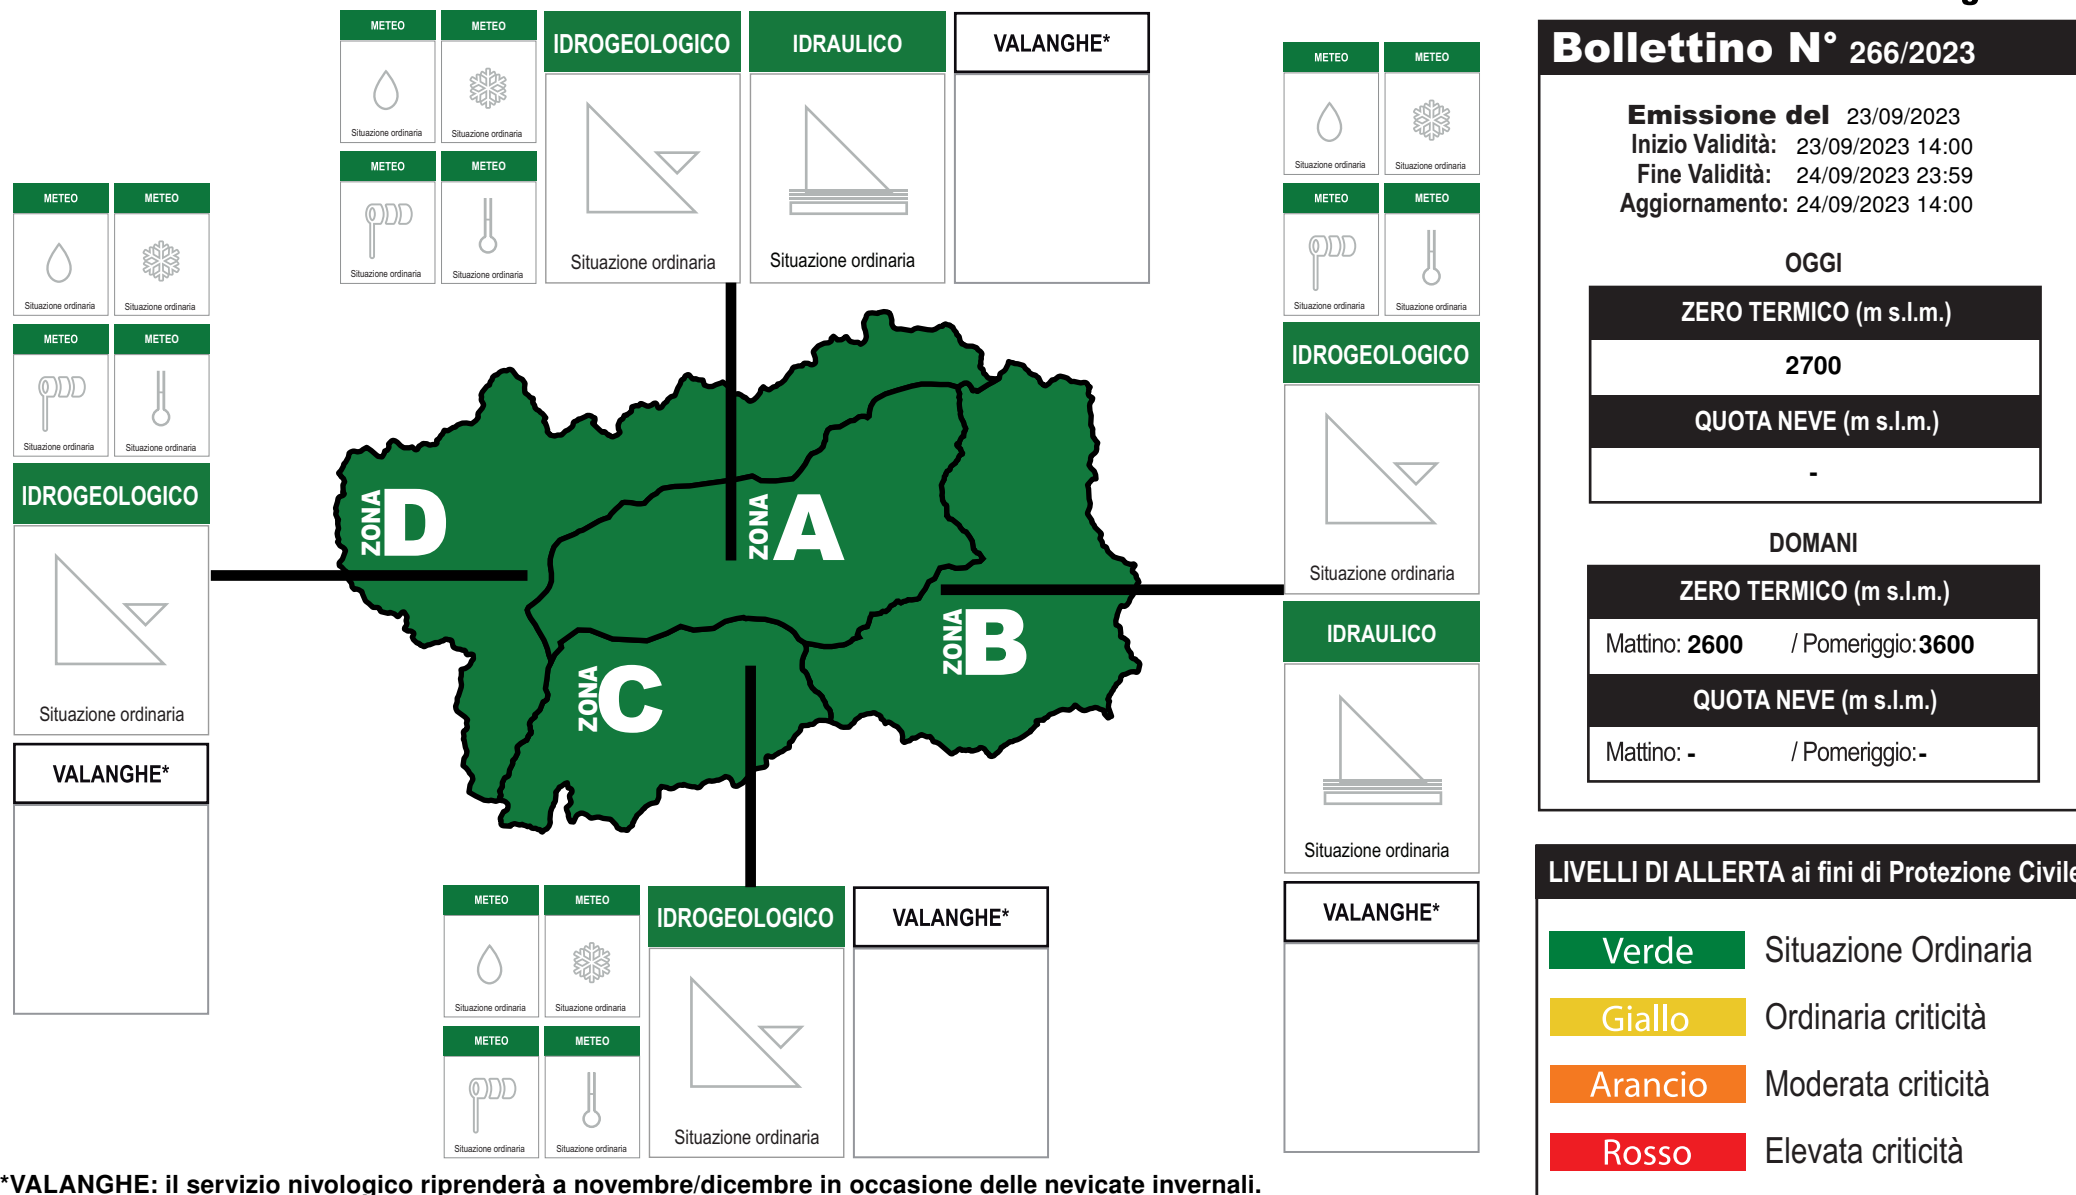 METEO METEO
Situazione ordinaria Situazione ordinaria
METEO METEO
Situazione ordinaria Situazione ordinaria
IDROGEOLOGICO
Situazione ordinaria
IDRAULICO
Situazione ordinaria
VALANGHE*
METEO METEO
Situazione ordinaria Situazione ordinaria
METEO METEO
Situazione ordinaria Situazione ordinaria
IDROGEOLOGICO
Situazione ordinaria
VALANGHE*
ZONA D
ZONA A
ZONA B
ZONA C
METEO METEO
Situazione ordinaria Situazione ordinaria
METEO METEO
Situazione ordinaria Situazione ordinaria
IDROGEOLOGICO
Situazione ordinaria
IDRAULICO
Situazione ordinaria
VALANGHE*
METEO METEO
Situazione ordinaria Situazione ordinaria
METEO METEO
Situazione ordinaria Situazione ordinaria
IDROGEOLOGICO
Situazione ordinaria
VALANGHE*
*VALANGHE: il servizio nivologico riprenderà a novembre/dicembre in occasione delle nevicate invernali.
Bollettino N° 266/2023
Emissione del 23/09/2023
Inizio Validità: 23/09/2023 14:00
Fine Validità: 24/09/2023 23:59
Aggiornamento: 24/09/2023 14:00
OGGI
ZERO TERMICO (m s.l.m.)
2700
QUOTA NEVE (m s.l.m.)
-
DOMANI
ZERO TERMICO (m s.l.m.)
Mattino: 2600 / Pomeriggio: 3600
QUOTA NEVE (m s.l.m.)
Mattino: - / Pomeriggio: -
LIVELLI DI ALLERTA ai fini di Protezione Civile
Verde Situazione Ordinaria
Giallo Ordinaria criticità
Arancio Moderata criticità
Rosso Elevata criticità